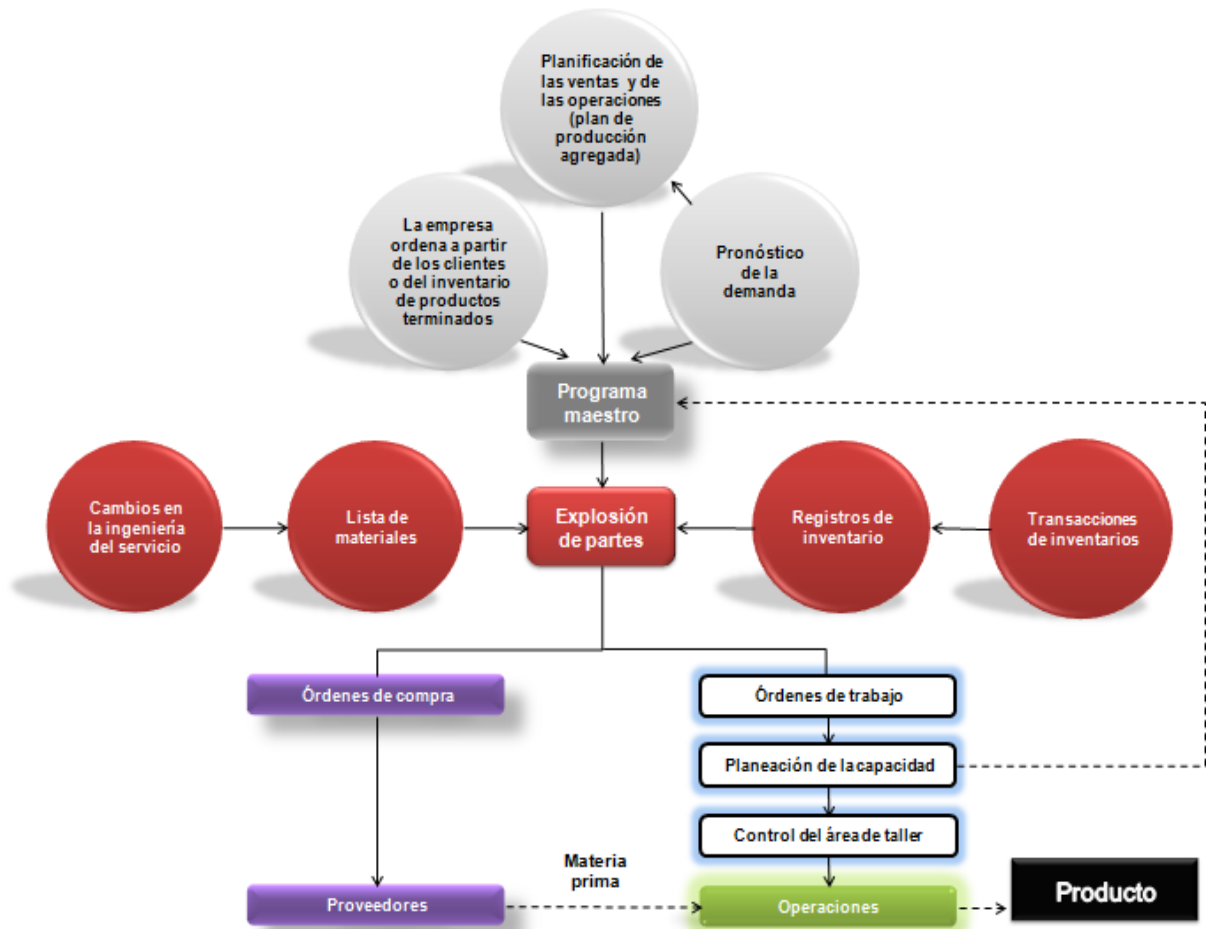 Planificación de
las ventas y de
las operaciones
(plan de
producción
agregada)
La empresa
ordena a partir
de los clientes
o del inventario
de productos
terminados
Pronóstico
de la
demanda
Programa
maestro
Cambios en
la ingeniería
del servicio
Lista de
materiales
Explosión
de partes
Registros de
inventario
Transacciones
de inventarios
Órdenes de compra
Órdenes de trabajo
Planeación de la capacidad
Control del área de taller
Materia
prima
Proveedores
Operaciones
Producto